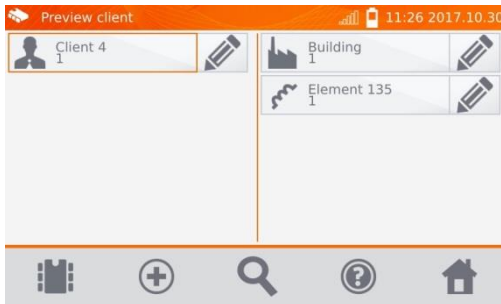 Preview client
11:26 2017.10.30
Client 4
1
Building
1
Element 135
1